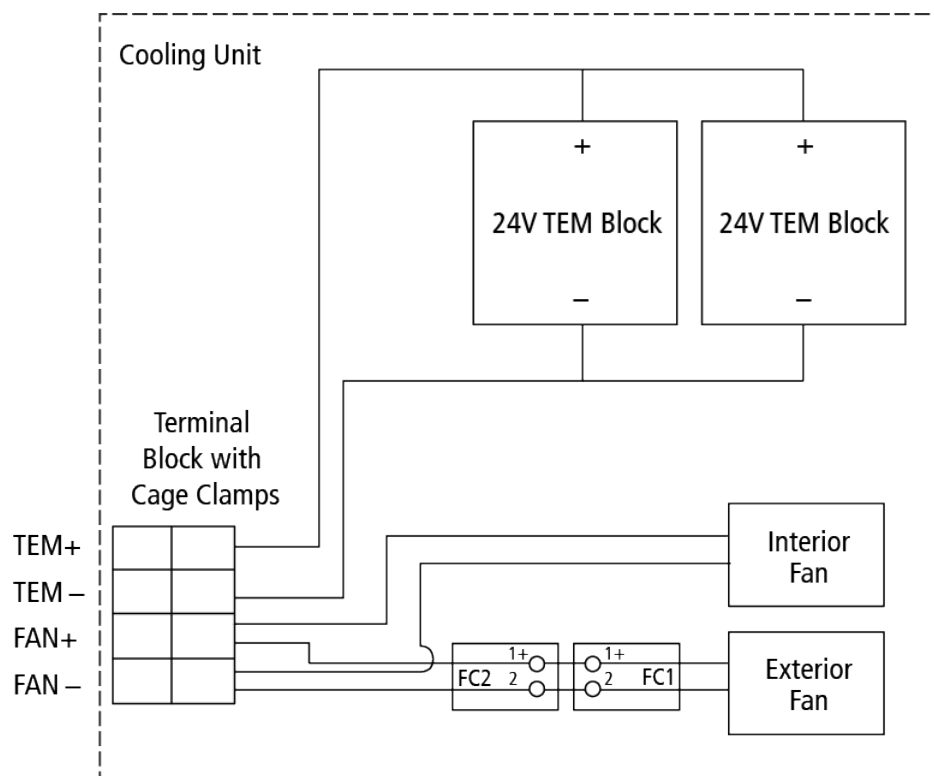 Cooling Unit
+
+
24V TEM Block
24V TEM Block
–
–
Terminal
Block with
Cage Clamps
TEM+
TEM –
FAN+
FAN –
Interior
Fan
1+
1+
FC2
2
2
FC1
Exterior
Fan